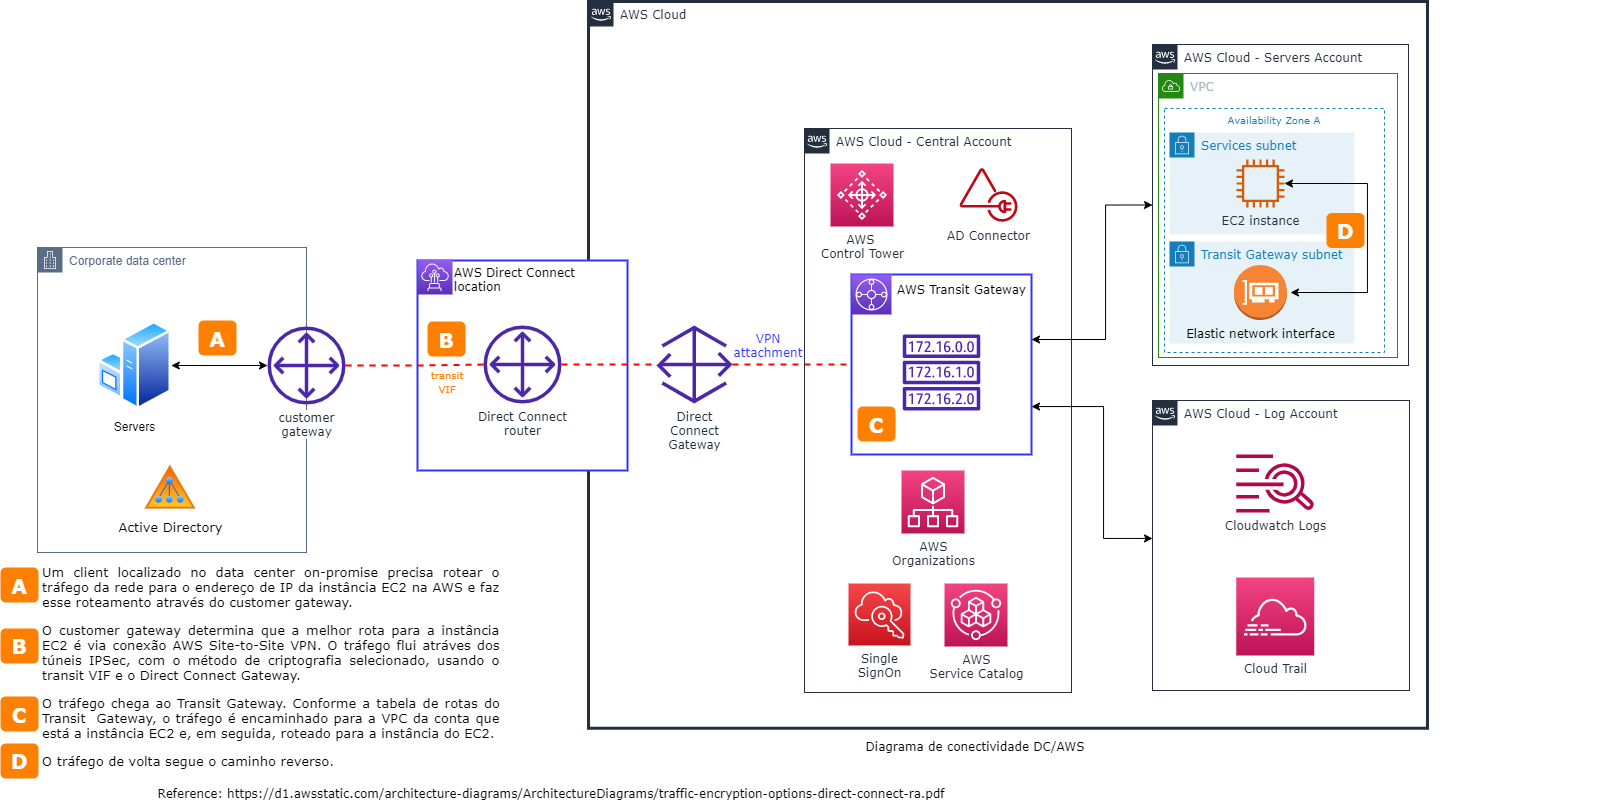 aws
AWS Cloud
aws
AWS Cloud - Servers Account
VPC
Availability Zone A
Services subnet
EC2 instance
D
Transit Gateway subnet
Elastic network interface
aws
AWS Cloud - Central Account
AWS
Control Tower
AD Connector
AWS Transit Gateway
172.16.0.0
172.16.1.0
172.16.2.0
C
AWS
Organizations
Single
SignOn
AWS
Service Catalog
aws
AWS Cloud - Log Account
Cloudwatch Logs
Cloud Trail
Corporate data center
Servers
A
customer
gateway
Active Directory
AWS Direct Connect
location
B
transit
VIF
Direct Connect
router
Direct
Connect
Gateway
VPN
attachment
A
Um client localizado no data center on-promise precisa rotear o
tráfego da rede para o endereço de IP da instância EC2 na AWS e faz
esse roteamento através do customer gateway.
B
O customer gateway determina que a melhor rota para a instância
EC2 é via conexão AWS Site-to-Site VPN. O tráfego flui atráves dos
túneis IPSec, com o método de criptografia selecionado, usando o
transit VIF e o Direct Connect Gateway.
C
O tráfego chega ao Transit Gateway. Conforme a tabela de rotas do
Transit Gateway, o tráfego é encaminhado para a VPC da conta que
está a instância EC2 e, em seguida, roteado para a instância do EC2.
D
O tráfego de volta segue o caminho reverso.
Diagrama de conectividade DC/AWS
Reference: https://d1.awsstatic.com/architecture-diagrams/ArchitectureDiagrams/traffic-encryption-options-direct-connect-ra.pdf